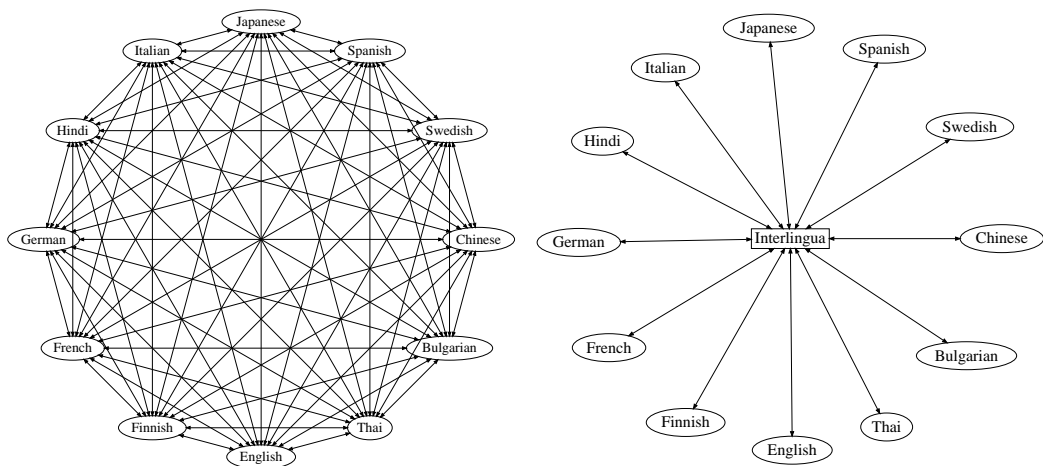 Japanese
Italian
Spanish
Hindi
Swedish
German
Chinese
French
Bulgarian
Finnish
Thai
English
Japanese
Spanish
Italian
Swedish
Hindi
German
Interlingua
Chinese
French
Bulgarian
Finnish
Thai
English